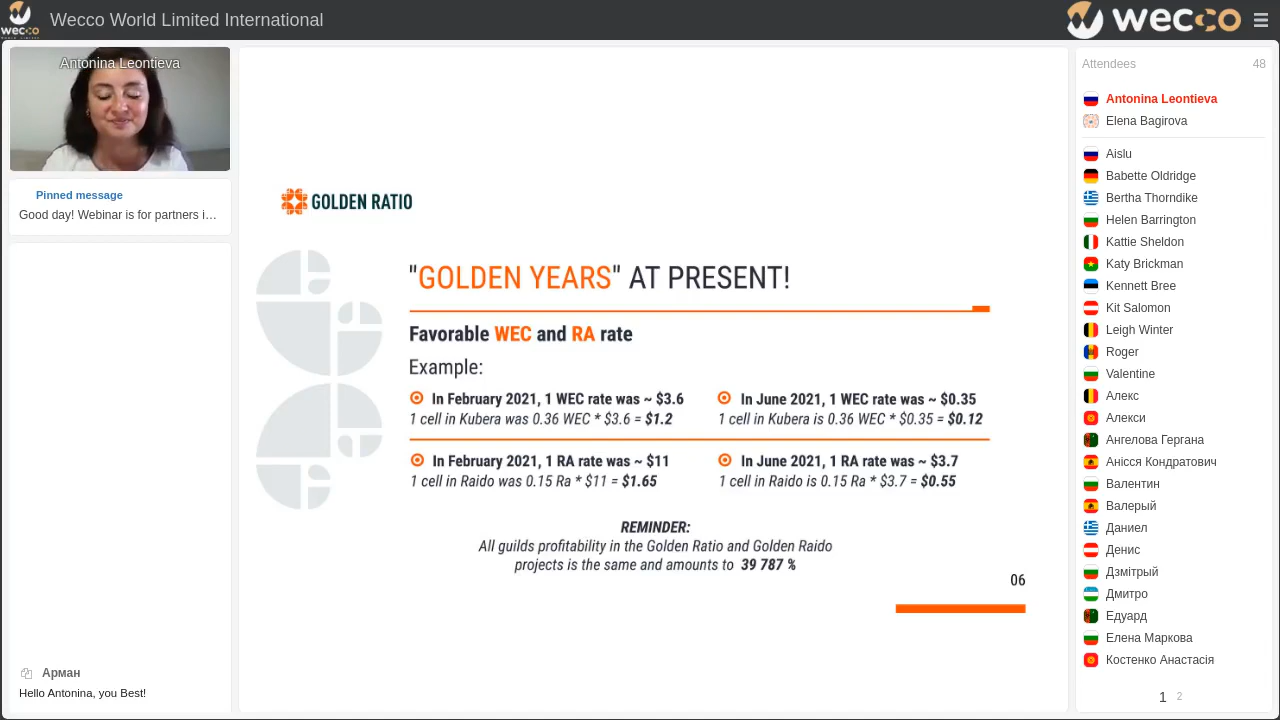 wecco
WORLD LIMITED
Wecco World Limited International
wecco
Antonina Leontieva
Pinned message
Good day! Webinar is for partners i…
Арман
Hello Antonina, you Best!
GOLDEN RATIO
"GOLDEN YEARS" AT PRESENT!
Favorable WEC and RA rate
Example:
In February 2021, 1 WEC rate was ~ $3.6
1 cell in Kubera was 0.36 WEC * $3.6 = $1.2
In June 2021, 1 WEC rate was ~ $0.35
1 cell in Kubera is 0.36 WEC * $0.35 = $0.12
In February 2021, 1 RA rate was ~ $11
1 cell in Raido was 0.15 Ra * $11 = $1.65
In June 2021, 1 RA rate was ~ $3.7
1 cell in Raido is 0.15 Ra * $3.7 = $0.55
REMINDER:
All guilds profitability in the Golden Ratio and Golden Raido
projects is the same and amounts to 39 787 %
06
Attendees 48
Antonina Leontieva
Elena Bagirova
Aislu
Babette Oldridge
Bertha Thorndike
Helen Barrington
Kattie Sheldon
Katy Brickman
Kennett Bree
Kit Salomon
Leigh Winter
Roger
Valentine
Алекс
Алекси
Ангелова Гергана
Анісся Кондратович
Валентин
Валерый
Даниел
Денис
Дзмітрый
Дмитро
Едуард
Елена Маркова
Костенко Анастасія
1 2